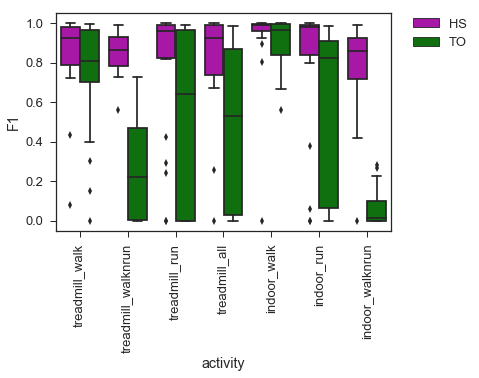 HS
TO
F1
1.0
0.8
0.6
0.4
0.2
0.0
treadmill_walk
treadmill_walknrun
treadmill_run
treadmill_all
indoor_walk
indoor_run
indoor_walknrun
activity